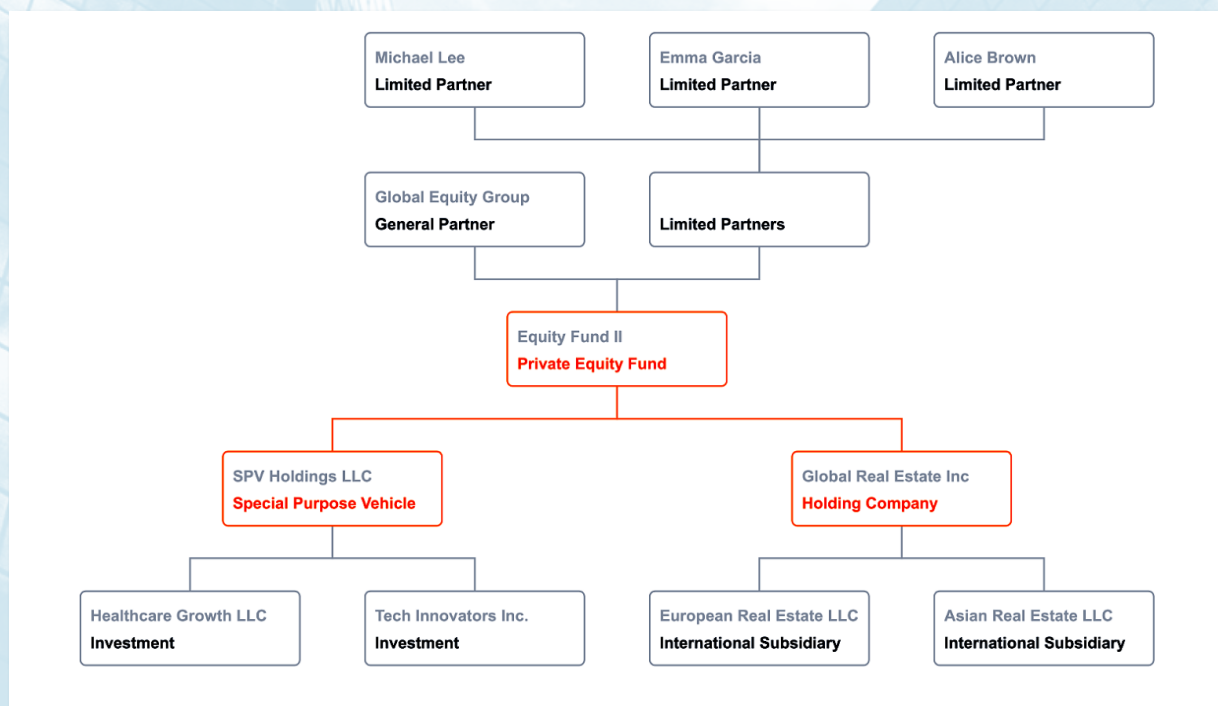 Michael Lee
Limited Partner
Emma Garcia
Limited Partner
Alice Brown
Limited Partner
Global Equity Group
General Partner
Limited Partners
Equity Fund II
Private Equity Fund
SPV Holdings LLC
Special Purpose Vehicle
Global Real Estate Inc
Holding Company
Healthcare Growth LLC
Investment
Tech Innovators Inc.
Investment
European Real Estate LLC
International Subsidiary
Asian Real Estate LLC
International Subsidiary